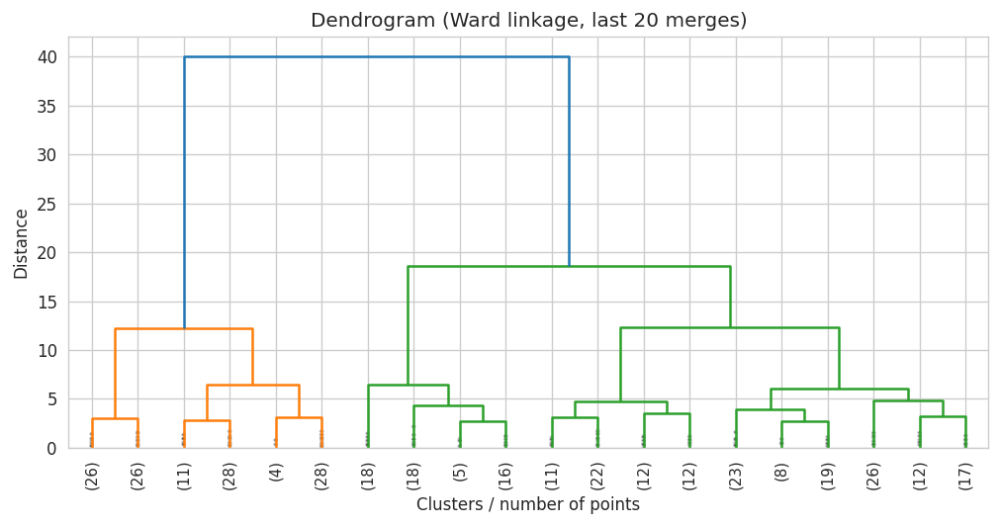 Dendrogram (Ward linkage, last 20 merges)
Distance
40
35
30
25
20
15
10
5
0
(26) (26) (11) (28) (4) (28) (18) (18) (5) (16) (11) (22) (12) (12) (23) (8) (19) (26) (12) (17)
Clusters / number of points